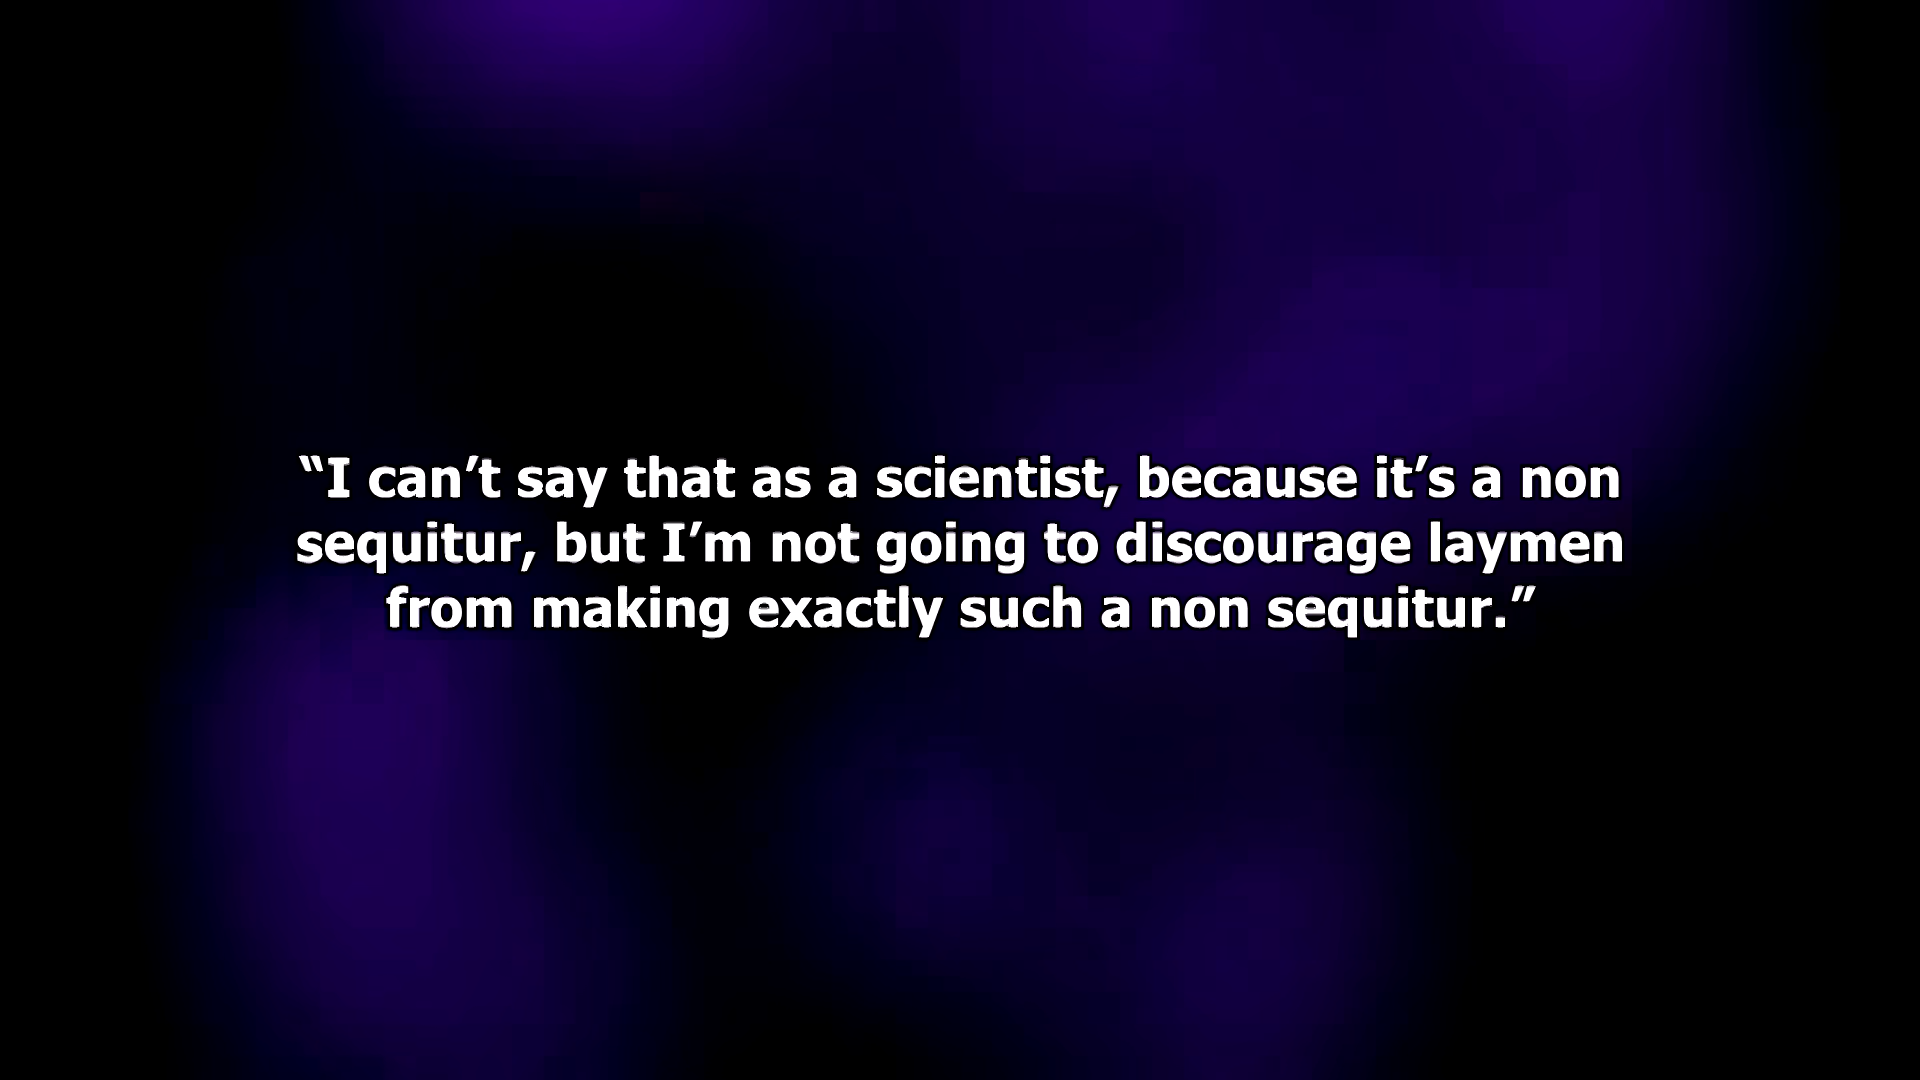 “I can’t say that as a scientist, because it’s a non
sequitur, but I’m not going to discourage laymen
from making exactly such a non sequitur.”